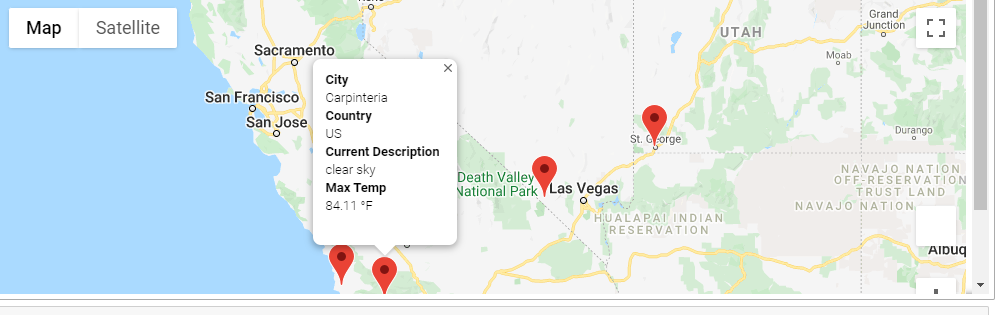 Map
Satellite
Sacramento
San Francisco
San Jose
City
Carpinteria
Country
US
Current Description
clear sky
Max Temp
84.11 °F
UTAH
Grand
Junction
Moab
St. George
Durango
Death Valley
National Park
Las Vegas
HUALAPAI INDIAN
RESERVATION
NAVAJO NATION
OFF-RESERVATION
TRUST LAND
NAVAJO NATION
Albuq